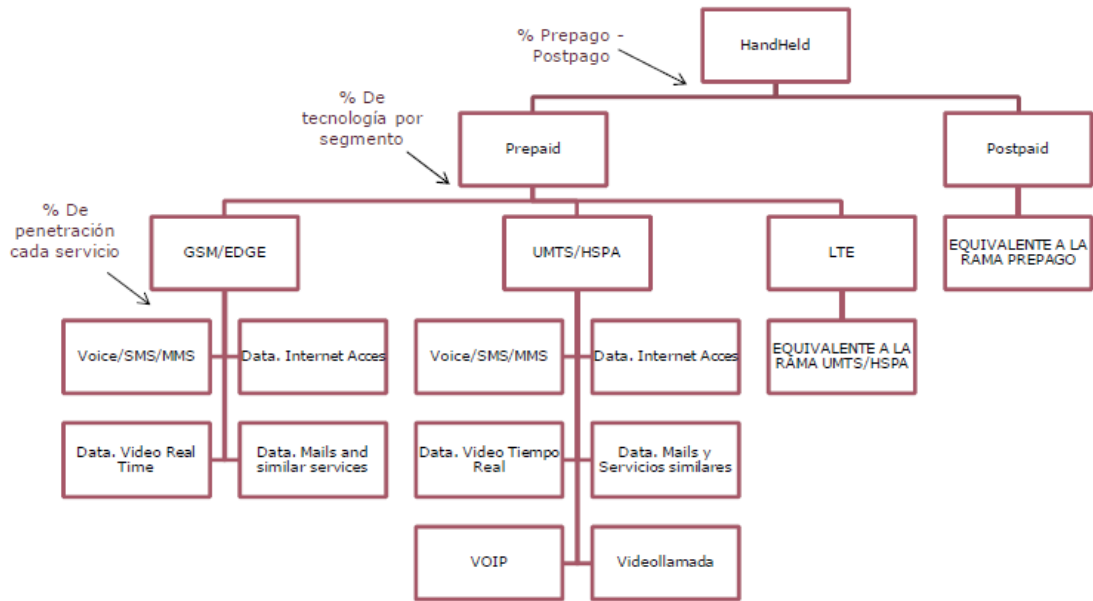 % Prepago -
Postpago
HandHeld
% De
tecnología por
segmento
Prepaid
Postpaid
% De
penetración
cada servicio
GSM/EDGE
UMTS/HSPA
LTE
EQUIVALENTE A LA
RAMA PREPAGO
Voice/SMS/MMS
Data. Internet Acces
Voice/SMS/MMS
Data. Internet Acces
EQUIVALENTE A LA
RAMA UMTS/HSPA
Data. Video Real
Time
Data. Mails and
similar services
Data. Video Tiempo
Real
Data. Mails y
Servicios similares
VOIP
Videollamada